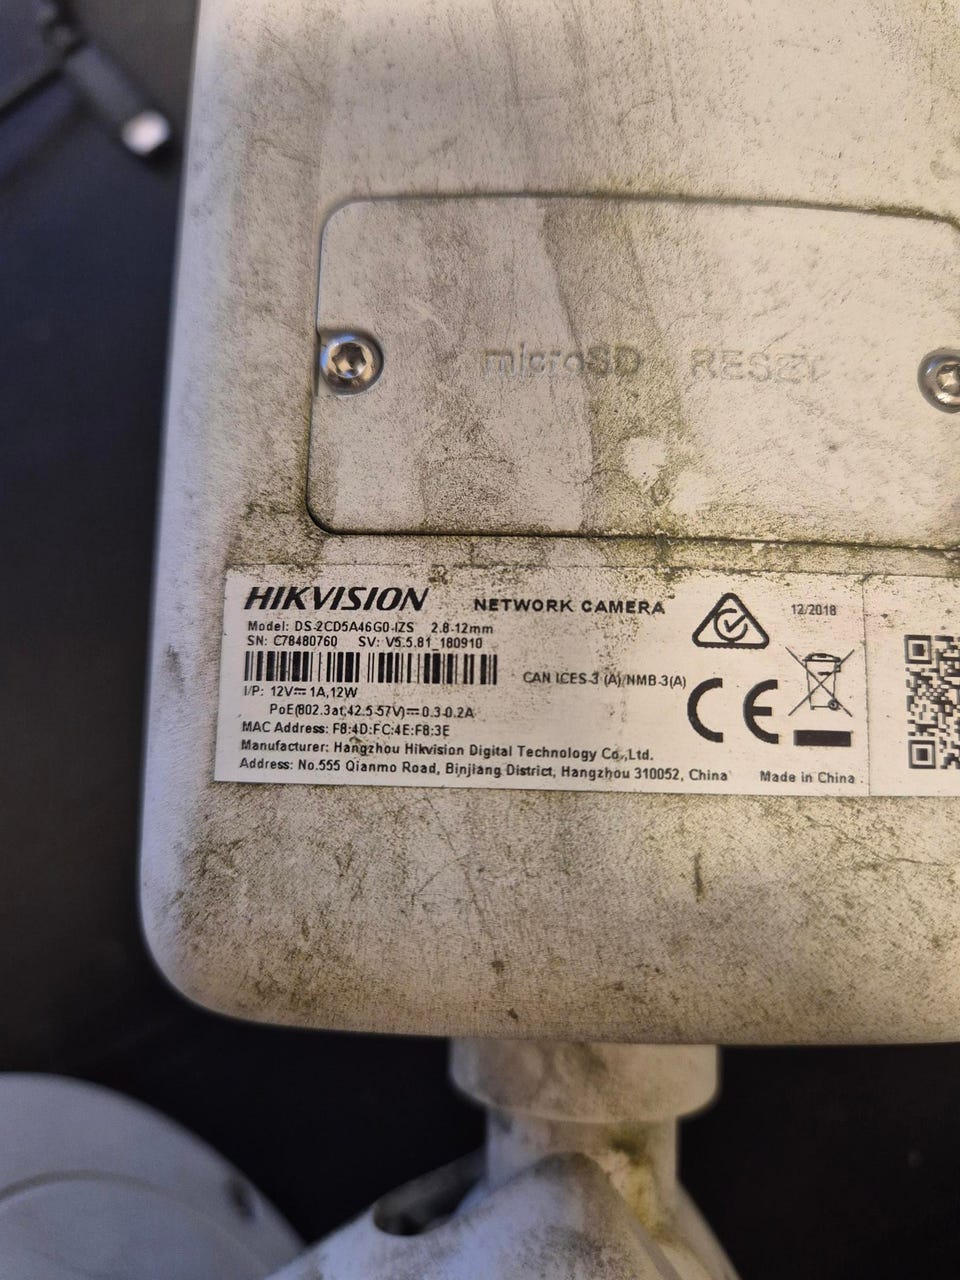 microSD RESET
HIKVISION NETWORK CAMERA 12/2018
Model: DS-2CD5A46G0-IZS 2.8-12mm
SN: C78480760 SV: V5.5.81_180910
CAN ICES-3 (A)/NMB-3(A)
CE
I/P: 12V⎓1A,12W
PoE(802.3at,42.5-57V)⎓0.3-0.2A
MAC Address: F8:4D:FC:4E:F8:3E
Manufacturer: Hangzhou Hikvision Digital Technology Co.,Ltd.
Address: No.555 Qianmo Road, Binjiang District, Hangzhou 310052, China Made in China